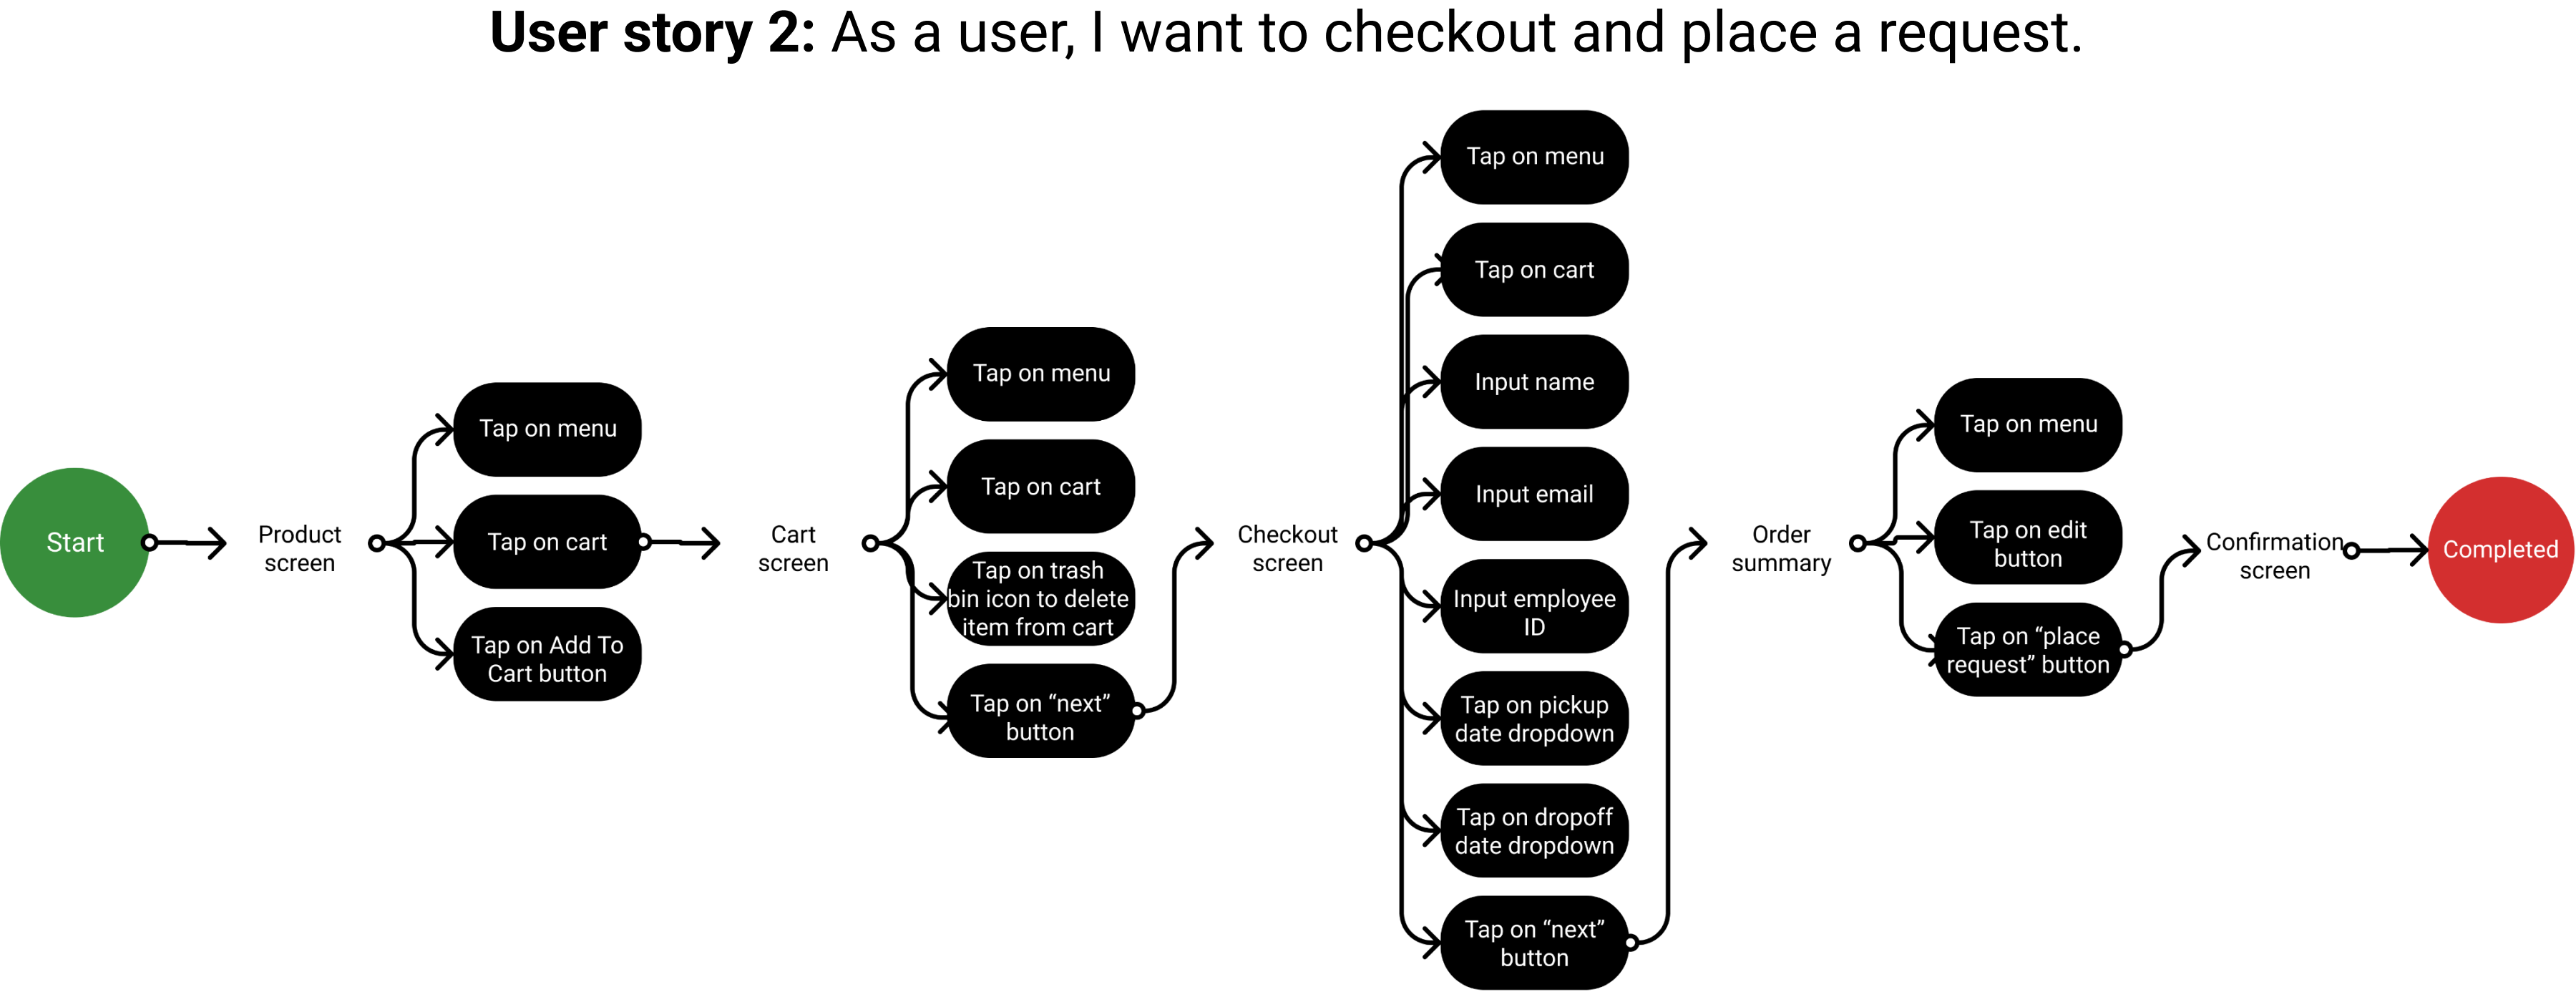 User story 2: As a user, I want to checkout and place a request.
Start
Product
screen
Tap on menu
Tap on cart
Tap on Add To
Cart button
Cart
screen
Tap on menu
Tap on cart
Tap on trash
bin icon to delete
item from cart
Tap on “next”
button
Checkout
screen
Tap on menu
Tap on cart
Input name
Input email
Input employee
ID
Tap on pickup
date dropdown
Tap on dropoff
date dropdown
Tap on “next”
button
Order
summary
Tap on menu
Tap on edit
button
Tap on “place
request” button
Confirmation
screen
Completed